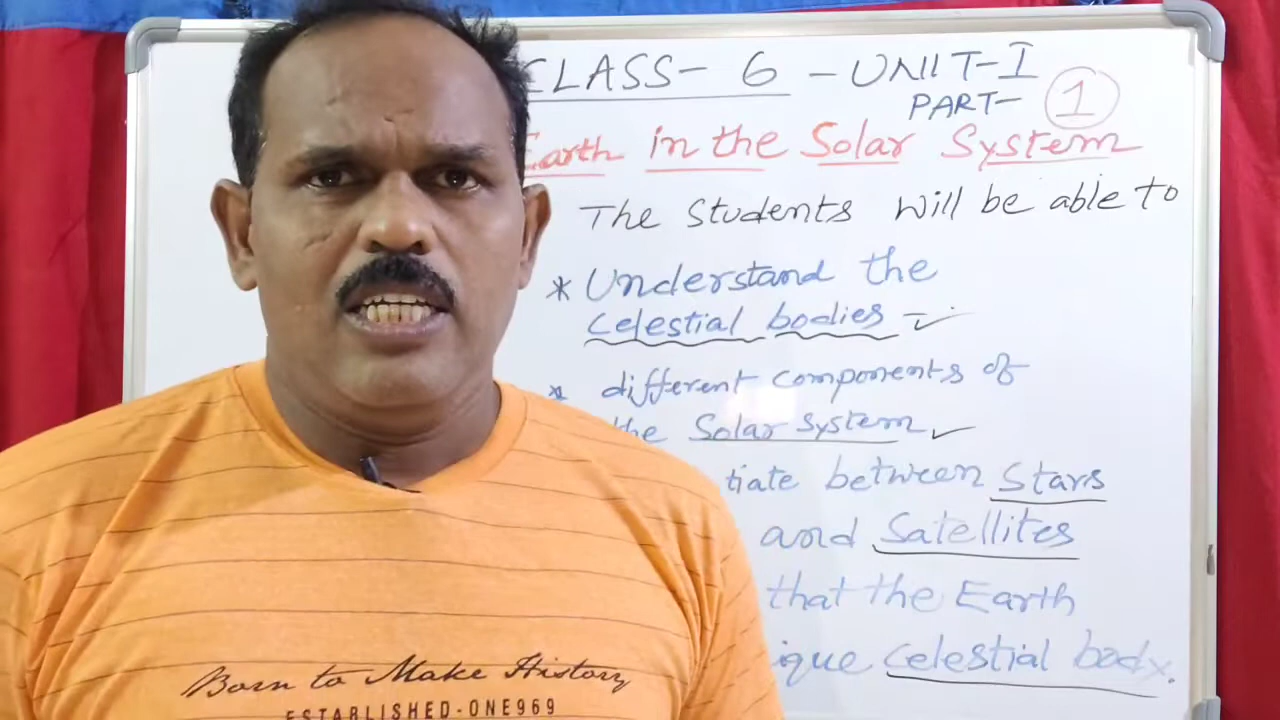 CLASS- 6 - UNIT-I
PART- 1
Earth in the Solar System
The Students will be able to
* Understand the
celestial bodies
* different components of
the Solar system
tiate between Stars
and Satellites
that the Earth
ique celestial body.
Born to Make History
ESTABLISHED-ONE969